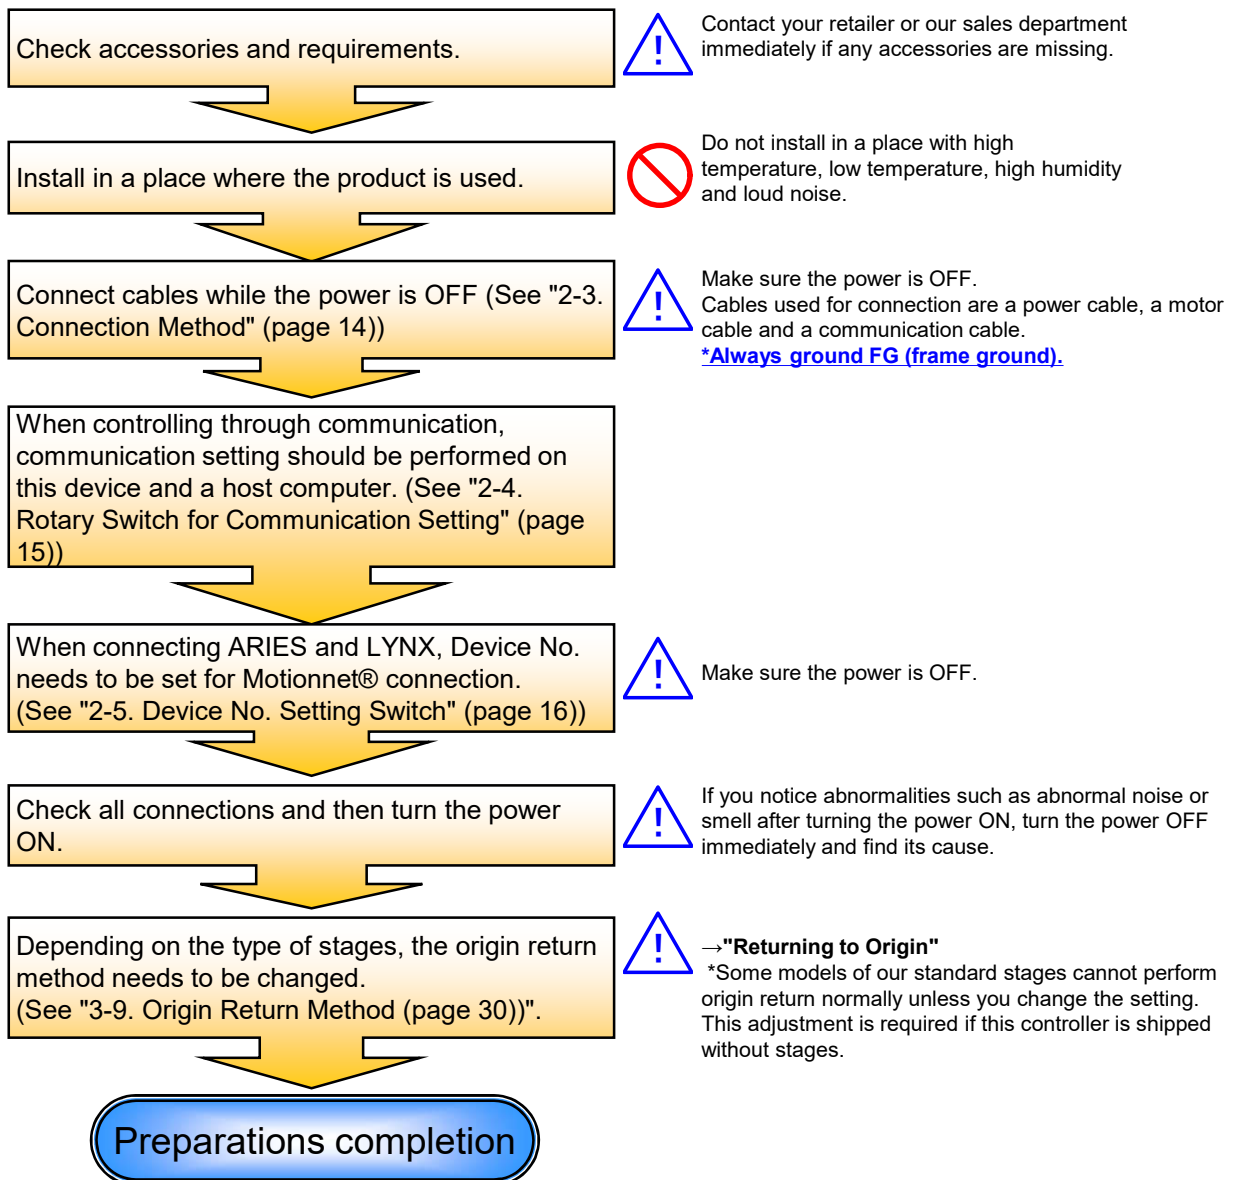 Check accessories and requirements.
!
Contact your retailer or our sales department
immediately if any accessories are missing.
Install in a place where the product is used.
Do not install in a place with high
temperature, low temperature, high humidity
and loud noise.
Connect cables while the power is OFF (See "2-3.
Connection Method" (page 14))
!
Make sure the power is OFF.
Cables used for connection are a power cable, a motor
cable and a communication cable.
*Always ground FG (frame ground).
When controlling through communication,
communication setting should be performed on
this device and a host computer. (See "2-4.
Rotary Switch for Communication Setting" (page
15))
When connecting ARIES and LYNX, Device No.
needs to be set for Motionnet® connection.
(See "2-5. Device No. Setting Switch" (page 16))
!
Make sure the power is OFF.
Check all connections and then turn the power
ON.
!
If you notice abnormalities such as abnormal noise or
smell after turning the power ON, turn the power OFF
immediately and find its cause.
Depending on the type of stages, the origin return
method needs to be changed.
(See "3-9. Origin Return Method (page 30))".
!
→"Returning to Origin"
*Some models of our standard stages cannot perform
origin return normally unless you change the setting.
This adjustment is required if this controller is shipped
without stages.
Preparations completion